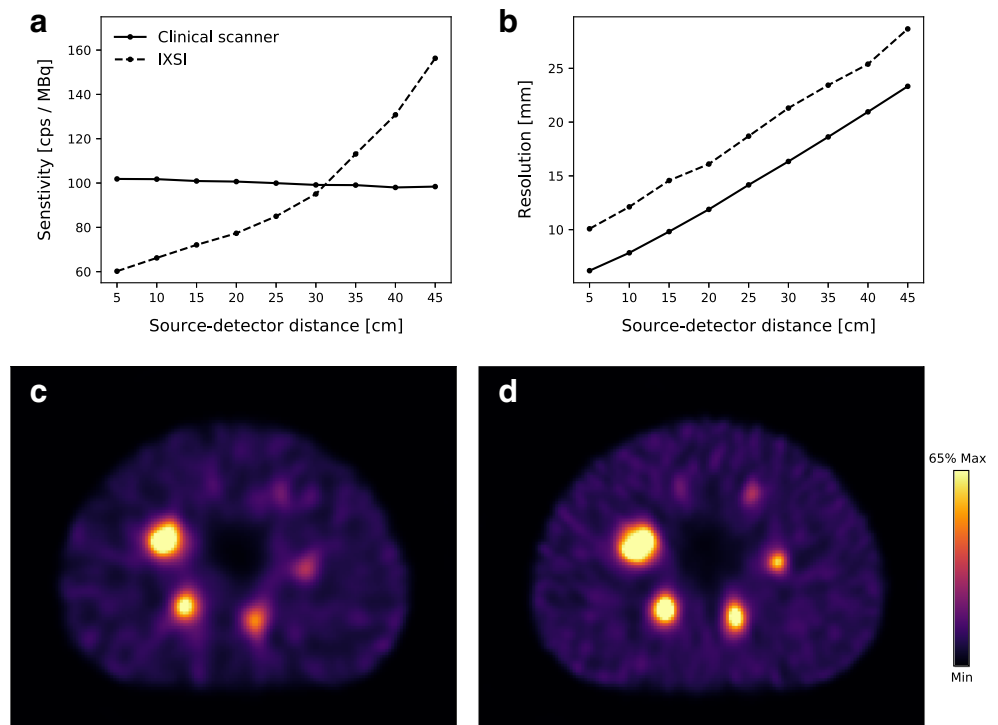 a
Clinical scanner
IXSI
Senstivity [cps / MBq]
160
140
120
100
80
60
5 10 15 20 25 30 35 40 45
Source-detector distance [cm]
b
Resolution [mm]
25
20
15
10
5 10 15 20 25 30 35 40 45
Source-detector distance [cm]
c
d
65% Max
Min